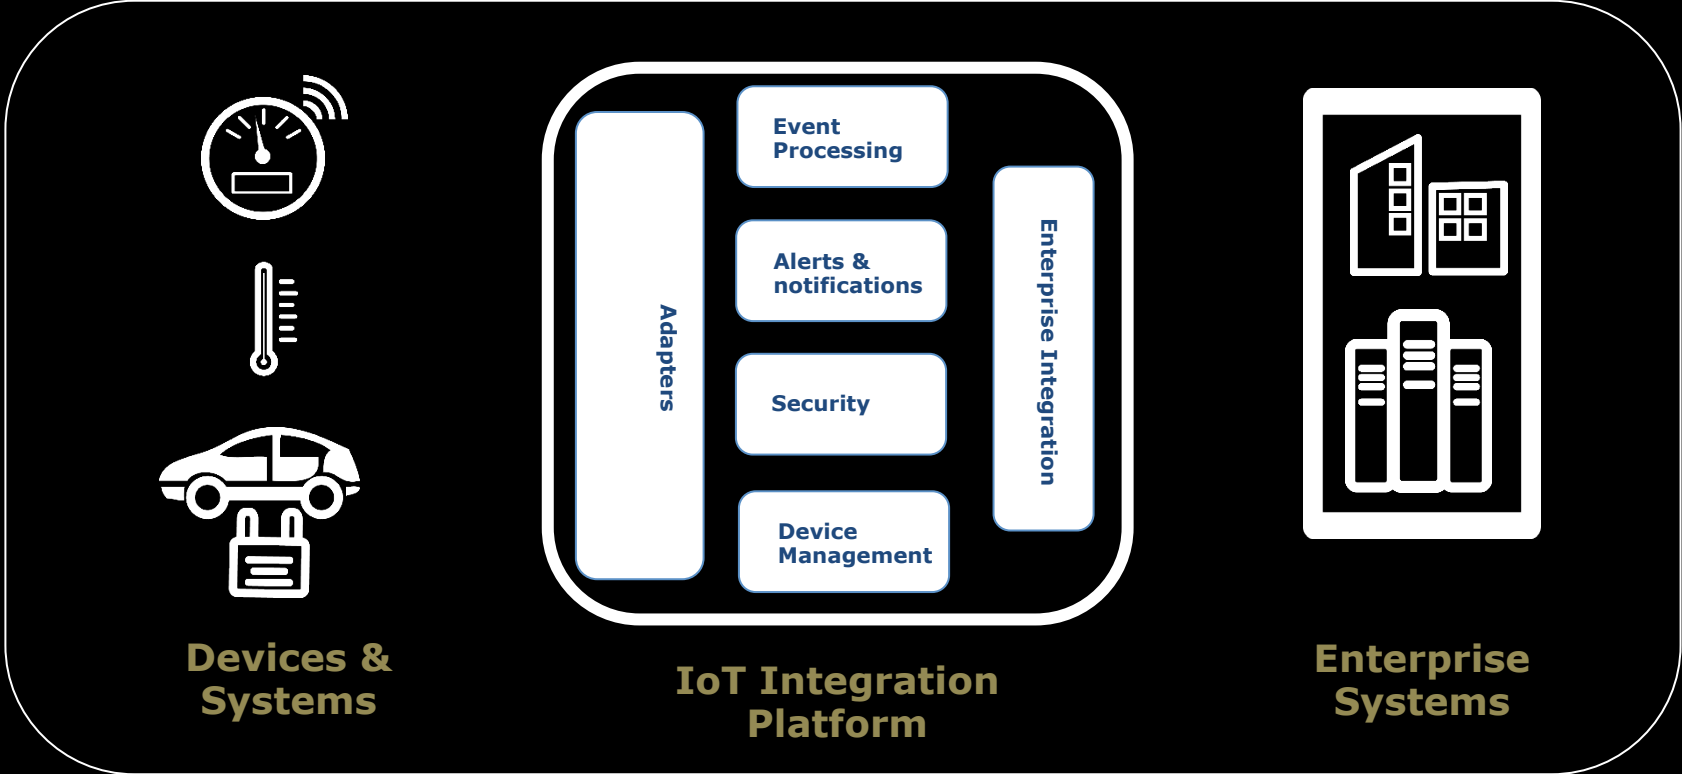 Event
Processing
Alerts &
notifications
Security
Device
Management
Adapters
Enterprise Integration
Devices &
Systems
IoT Integration
Platform
Enterprise
Systems